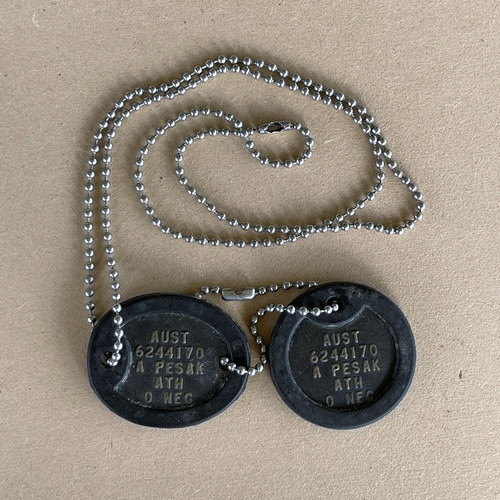 AUST
6244170
A PESAK
ATH
O NEG
AUST
6244170
A PESAK
ATH
O NEG